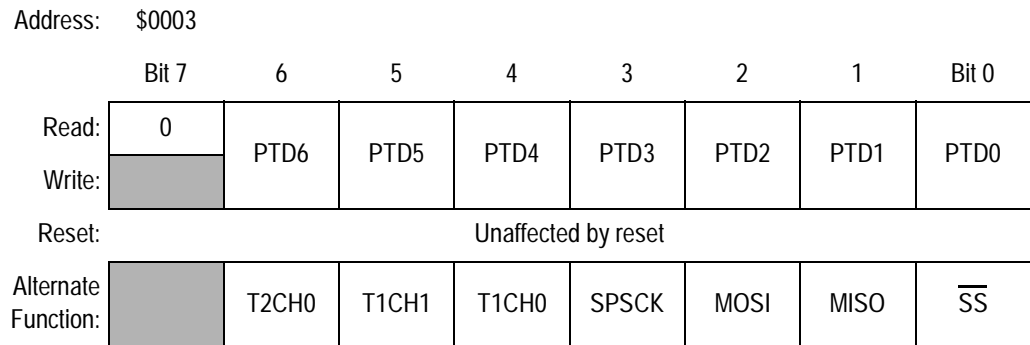 Address: $0003
Bit 7 6 5 4 3 2 1 Bit 0
Read: 0 PTD6 PTD5 PTD4 PTD3 PTD2 PTD1 PTD0
Write:
Reset: Unaffected by reset
Alternate Function: T2CH0 T1CH1 T1CH0 SPSCK MOSI MISO S̅S̅